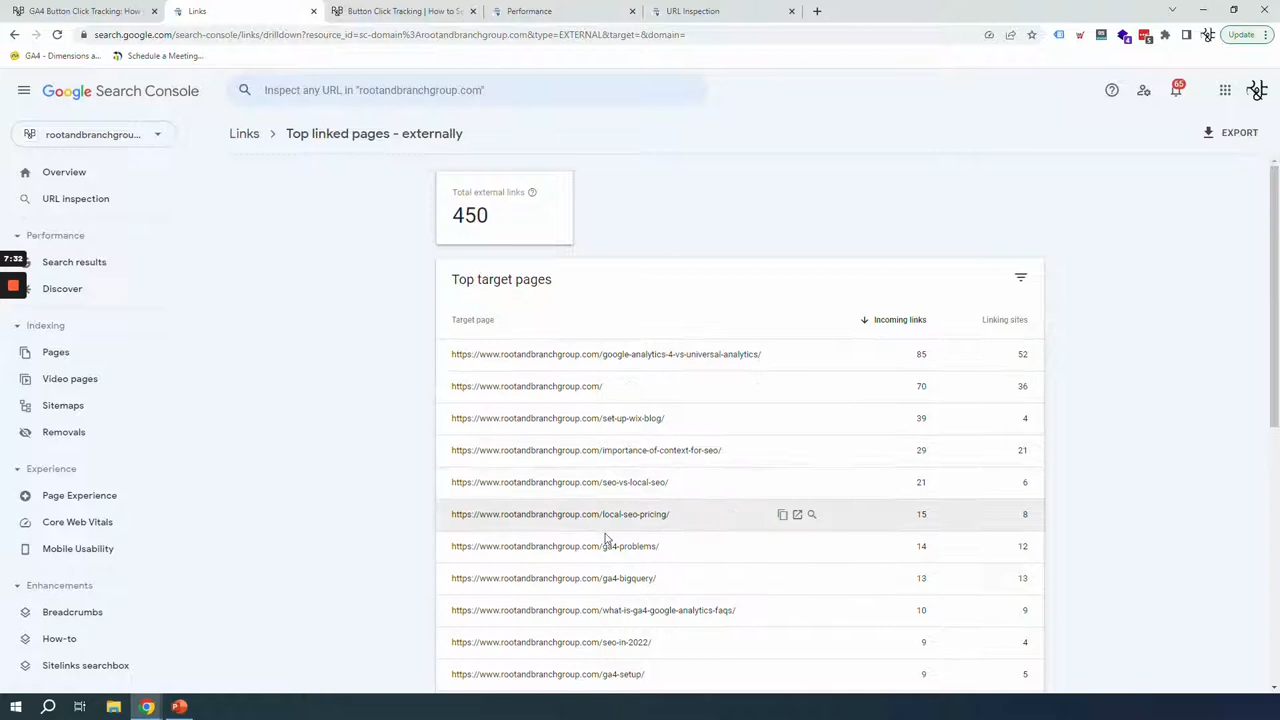 GA4 Button Click Tracking: How
Links
Button Click Tracking | How to Se
Performance
URL Inspection
search.google.com/search-console/links/drilldown?resource_id=sc-domain%3Arootandbranchgroup.com&type=EXTERNAL&target=&domain=
Update
GA4 - Dimensions a...
Schedule a Meeting...
Google Search Console
Inspect any URL in "rootandbranchgroup.com"
65
rootandbranchgrou...
Links
Top linked pages - externally
EXPORT
Overview
URL inspection
Performance
Search results
Discover
7:32
Indexing
Pages
Video pages
Sitemaps
Removals
Experience
Page Experience
Core Web Vitals
Mobile Usability
Enhancements
Breadcrumbs
How-to
Sitelinks searchbox
Total external links
450
Top target pages
Target page Incoming links Linking sites
https://www.rootandbranchgroup.com/google-analytics-4-vs-universal-analytics/ 85 52
https://www.rootandbranchgroup.com/ 70 36
https://www.rootandbranchgroup.com/set-up-wix-blog/ 39 4
https://www.rootandbranchgroup.com/importance-of-context-for-seo/ 29 21
https://www.rootandbranchgroup.com/seo-vs-local-seo/ 21 6
https://www.rootandbranchgroup.com/local-seo-pricing/ 15 8
https://www.rootandbranchgroup.com/ga4-problems/ 14 12
https://www.rootandbranchgroup.com/ga4-bigquery/ 13 13
https://www.rootandbranchgroup.com/what-is-ga4-google-analytics-faqs/ 10 9
https://www.rootandbranchgroup.com/seo-in-2022/ 9 4
https://www.rootandbranchgroup.com/ga4-setup/ 9 5